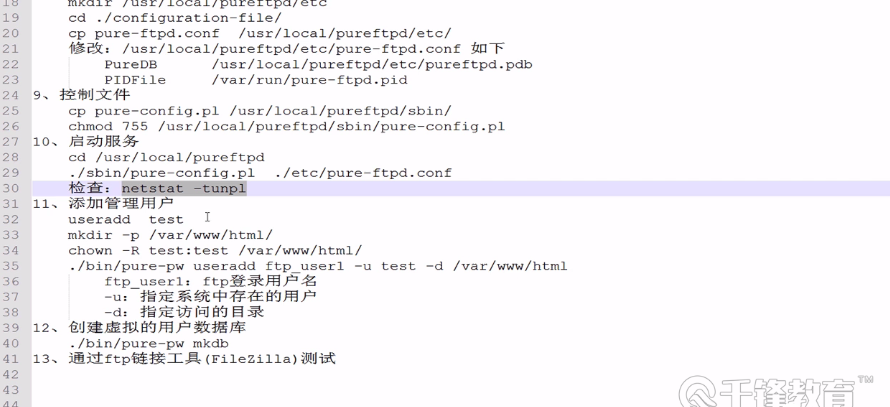 18 mkdir /usr/local/pureftpd/etc
19 cd ./configuration-file/
20 cp pure-ftpd.conf /usr/local/pureftpd/etc/
21 修改：/usr/local/pureftpd/etc/pure-ftpd.conf 如下
22 PureDB /usr/local/pureftpd/etc/pureftpd.pdb
23 PIDFile /var/run/pure-ftpd.pid
24 9、控制文件
25 cp pure-config.pl /usr/local/pureftpd/sbin/
26 chmod 755 /usr/local/pureftpd/sbin/pure-config.pl
27 10、启动服务
28 cd /usr/local/pureftpd
29 ./sbin/pure-config.pl ./etc/pure-ftpd.conf
30 检查：netstat -tunpl
31 11、添加管理用户
32 useradd test
33 mkdir -p /var/www/html/
34 chown -R test:test /var/www/html/
35 ./bin/pure-pw useradd ftp_user1 -u test -d /var/www/html
36 ftp_user1：ftp登录用户名
37 -u：指定系统中存在的用户
38 -d：指定访问的目录
39 12、创建虚拟的用户数据库
40 ./bin/pure-pw mkdb
41 13、通过ftp链接工具(FileZilla)测试
42
43
44
千锋教育™